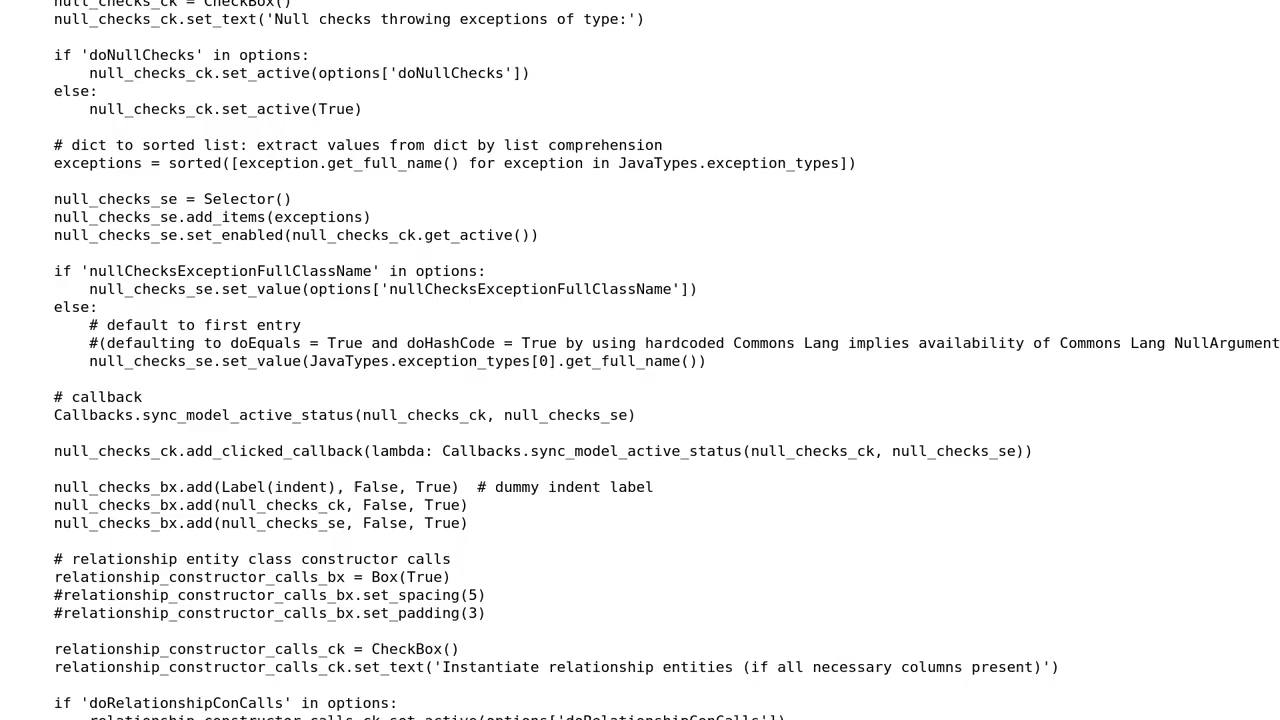 null_checks_ck = CheckBox()
null_checks_ck.set_text('Null checks throwing exceptions of type:')
if 'doNullChecks' in options:
null_checks_ck.set_active(options['doNullChecks'])
else:
null_checks_ck.set_active(True)
# dict to sorted list: extract values from dict by list comprehension
exceptions = sorted([exception.get_full_name() for exception in JavaTypes.exception_types])
null_checks_se = Selector()
null_checks_se.add_items(exceptions)
null_checks_se.set_enabled(null_checks_ck.get_active())
if 'nullChecksExceptionFullClassName' in options:
null_checks_se.set_value(options['nullChecksExceptionFullClassName'])
else:
# default to first entry
#(defaulting to doEquals = True and doHashCode = True by using hardcoded Commons Lang implies availability of Commons Lang NullArgument
null_checks_se.set_value(JavaTypes.exception_types[0].get_full_name())
# callback
Callbacks.sync_model_active_status(null_checks_ck, null_checks_se)
null_checks_ck.add_clicked_callback(lambda: Callbacks.sync_model_active_status(null_checks_ck, null_checks_se))
null_checks_bx.add(Label(indent), False, True)  # dummy indent label
null_checks_bx.add(null_checks_ck, False, True)
null_checks_bx.add(null_checks_se, False, True)
# relationship entity class constructor calls
relationship_constructor_calls_bx = Box(True)
#relationship_constructor_calls_bx.set_spacing(5)
#relationship_constructor_calls_bx.set_padding(3)
relationship_constructor_calls_ck = CheckBox()
relationship_constructor_calls_ck.set_text('Instantiate relationship entities (if all necessary columns present)')
if 'doRelationshipConCalls' in options:
relationship_constructor_calls_ck.set_active(options['doRelationshipConCalls'])